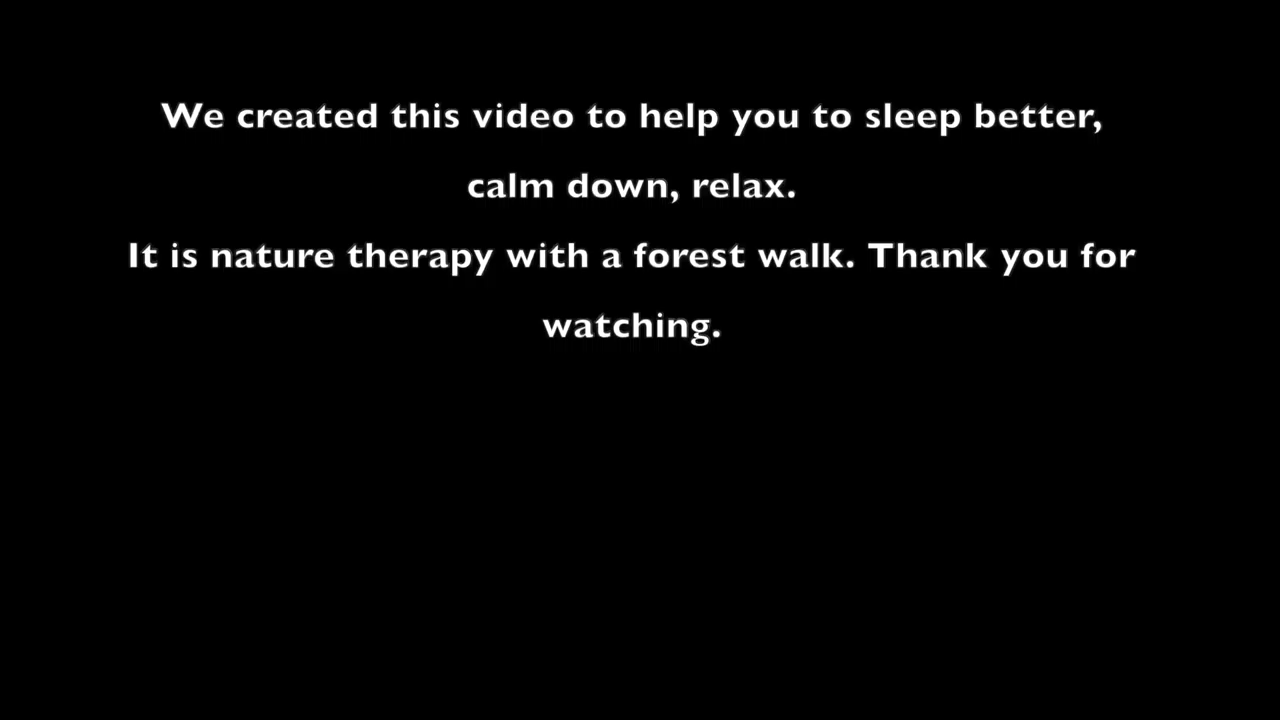 We created this video to help you to sleep better,
calm down, relax.
It is nature therapy with a forest walk. Thank you for
watching.